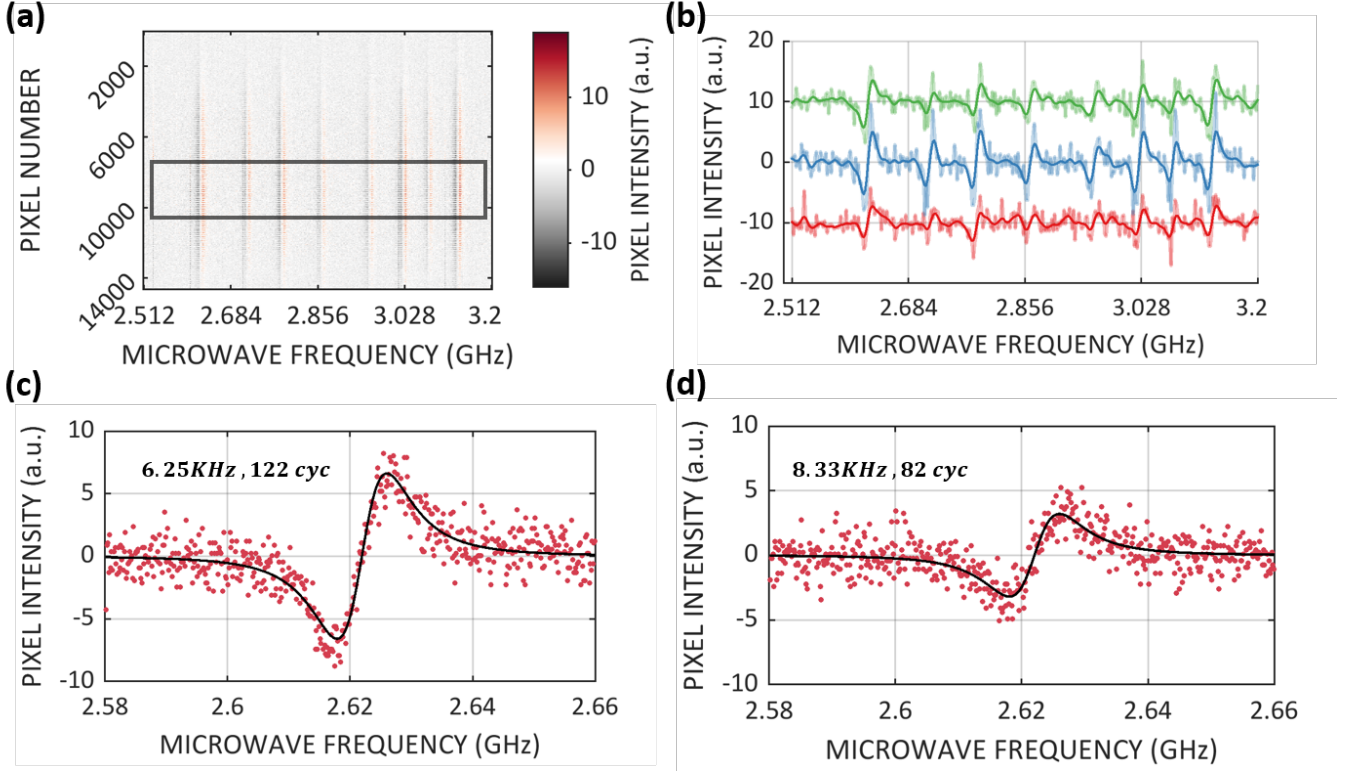 (a)
PIXEL NUMBER
2000
6000
10000
14000
2.512
2.684
2.856
3.028
3.2
MICROWAVE FREQUENCY (GHz)
10
0
-10
PIXEL INTENSITY (a.u.)
(b)
PIXEL INTENSITY (a.u.)
20
10
0
-10
-20
2.512
2.684
2.856
3.028
3.2
MICROWAVE FREQUENCY (GHz)
(c)
PIXEL INTENSITY (a.u.)
10
5
0
-5
-10
6.25KHz, 122 cyc
2.58
2.6
2.62
2.64
2.66
MICROWAVE FREQUENCY (GHz)
(d)
PIXEL INTENSITY (a.u.)
10
5
0
-5
-10
8.33KHz, 82 cyc
2.58
2.6
2.62
2.64
2.66
MICROWAVE FREQUENCY (GHz)